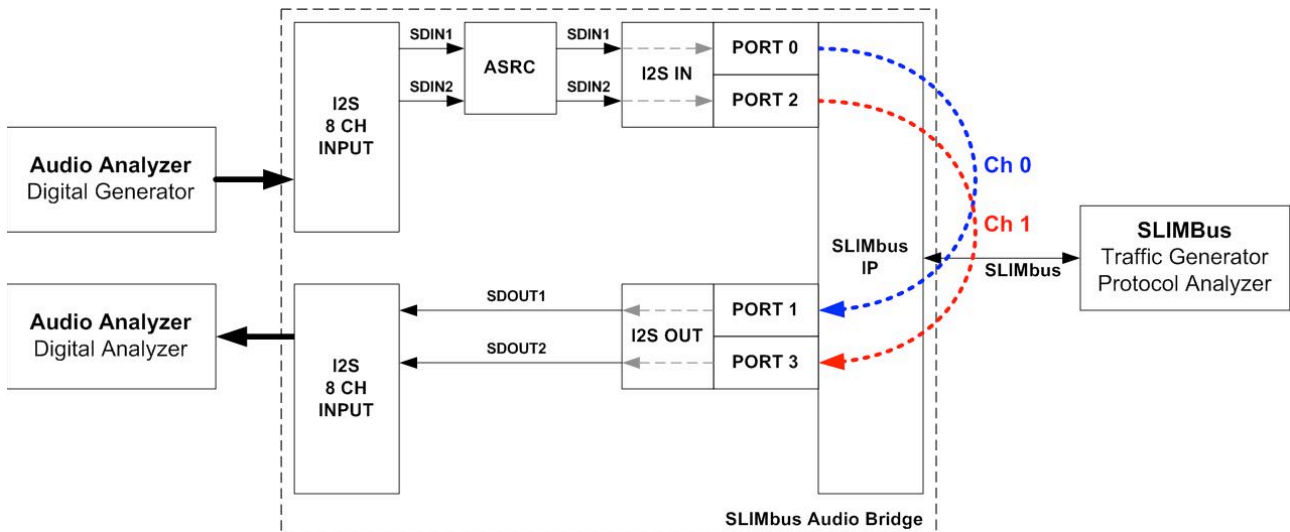 SDIN1
SDIN1
SDIN2
SDIN2
I2S
8 CH
INPUT
ASRC
I2S IN
PORT 0
PORT 2
Audio Analyzer
Digital Generator
Ch 0
Ch 1
SLIMbus
IP
SLIMbus
SLIMBus
Traffic Generator
Protocol Analyzer
Audio Analyzer
Digital Analyzer
I2S
8 CH
INPUT
SDOUT1
SDOUT2
I2S OUT
PORT 1
PORT 3
SLIMbus Audio Bridge